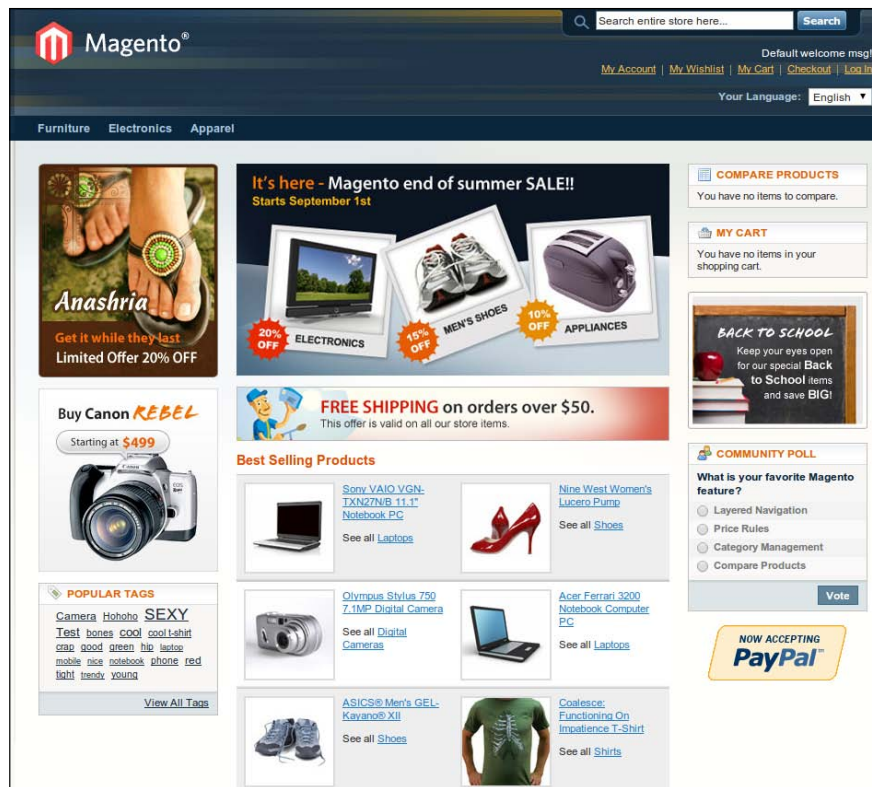 Magento®
Search entire store here...
Search
Default welcome msg!
My Account | My Wishlist | My Cart | Checkout | Log In
Your Language: English
Furniture Electronics Apparel
Anashria
Get it while they last
Limited Offer 20% OFF
Buy Canon REBEL
Starting at $499
Canon
EOS
POPULAR TAGS
Camera Hohoho SEXY
Test bones cool cool t-shirt
crap good green hip laptop
mobile nice notebook phone red
tight trendy young
View All Tags
It's here - Magento end of summer SALE!!
Starts September 1st
20% OFF
ELECTRONICS
15% OFF
MEN'S SHOES
10% OFF
APPLIANCES
FREE SHIPPING on orders over $50.
This offer is valid on all our store items.
Best Selling Products
Sony VAIO VGN-
TXN27N/B 11.1"
Notebook PC
See all Laptops
Nine West Women's
Lucero Pump
See all Shoes
Olympus Stylus 750
7.1MP Digital Camera
See all Digital
Cameras
Acer Ferrari 3200
Notebook Computer
PC
See all Laptops
ASICS® Men's GEL-
Kayano® XII
See all Shoes
Coalesce:
Functioning On
Impatience T-Shirt
See all Shirts
COMPARE PRODUCTS
You have no items to compare.
MY CART
You have no items in your
shopping cart.
BACK TO SCHOOL
Keep your eyes open
for our special Back
to School items
and save BIG!
COMMUNITY POLL
What is your favorite Magento
feature?
Layered Navigation
Price Rules
Category Management
Compare Products
Vote
NOW ACCEPTING
PayPal™